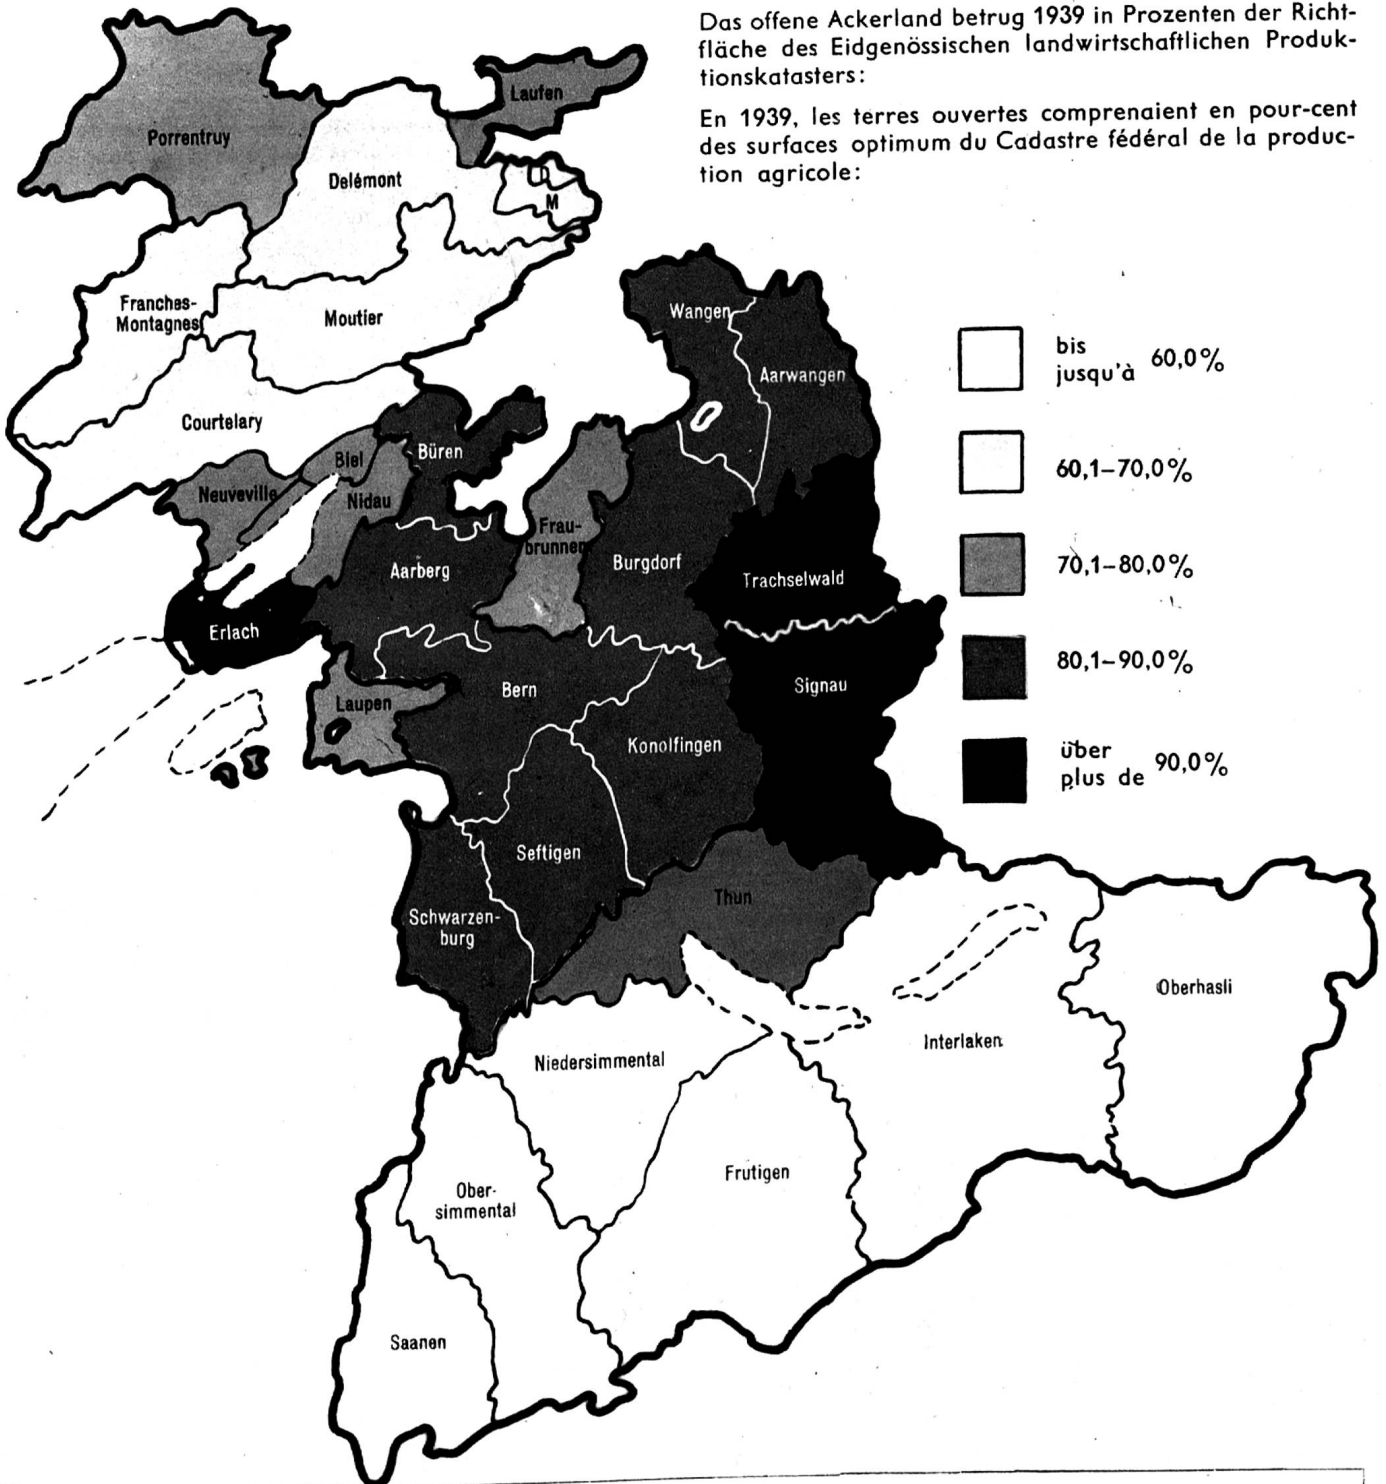 Das offene Ackerland betrug 1939 in Prozenten der Richt-
fläche des Eidgenössischen landwirtschaftlichen Produk-
tionskatasters:
En 1939, les terres ouvertes comprenaient en pour-cent
des surfaces optimum du Cadastre fédéral de la produc-
tion agricole:
Laufen
Porrentruy
Delémont
M
Franches-
Montagnes
Moutier
Wangen
Aarwangen
Courtelary
Büren
Biel
Neuveville
Nidau
Frau-
brunnen
Aarberg
Burgdorf
Trachselwald
Erlach
Bern
Signau
Laupen
Konolfingen
Seftigen
Thun
Schwarzen-
burg
Oberhasli
Interlaken
Niedersimmental
Frutigen
Ober-
simmental
Saanen
bis
jusqu'à 60,0%
60,1–70,0%
70,1–80,0%
80,1–90,0%
über
plus de 90,0%